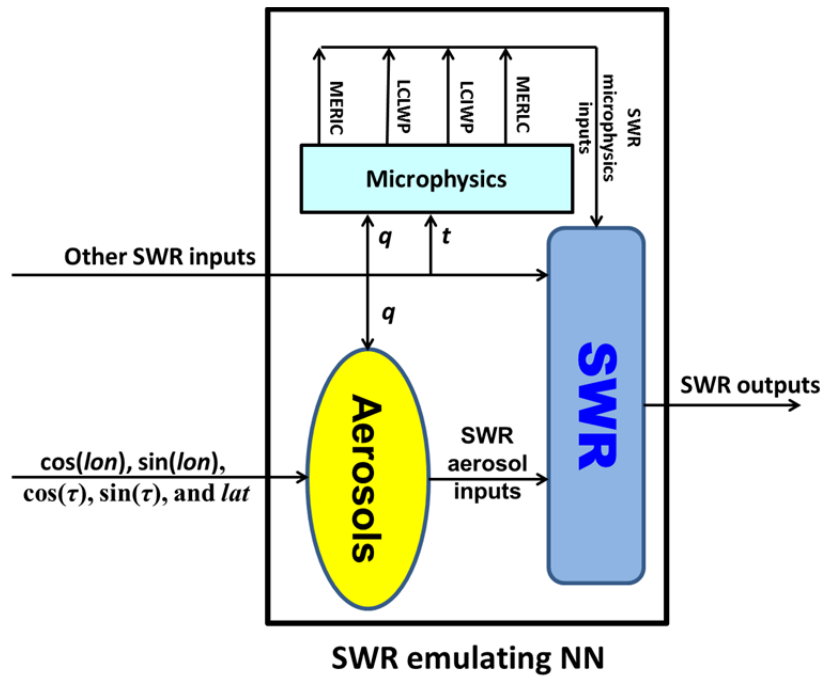 MERIC
LCLWP
LCIWP
MERLC
SWR
microphysics
inputs
Microphysics
q
t
Other SWR inputs
q
SWR
Aerosols
SWR outputs
cos(lon), sin(lon),
cos(τ), sin(τ), and lat
SWR
aerosol
inputs
SWR emulating NN